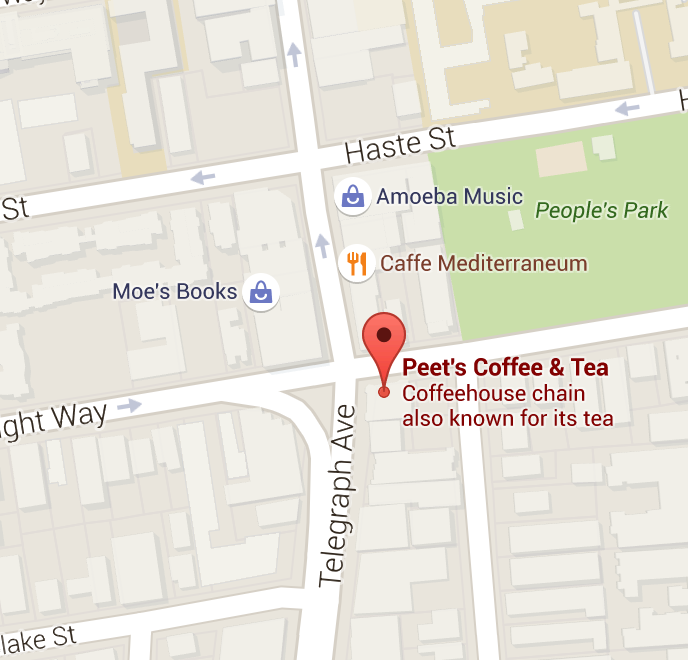 Haste St
St
Amoeba Music
People's Park
Caffe Mediterraneum
Moe's Books
Peet's Coffee & Tea
Coffeehouse chain
also known for its tea
ght Way
Telegraph Ave
lake St